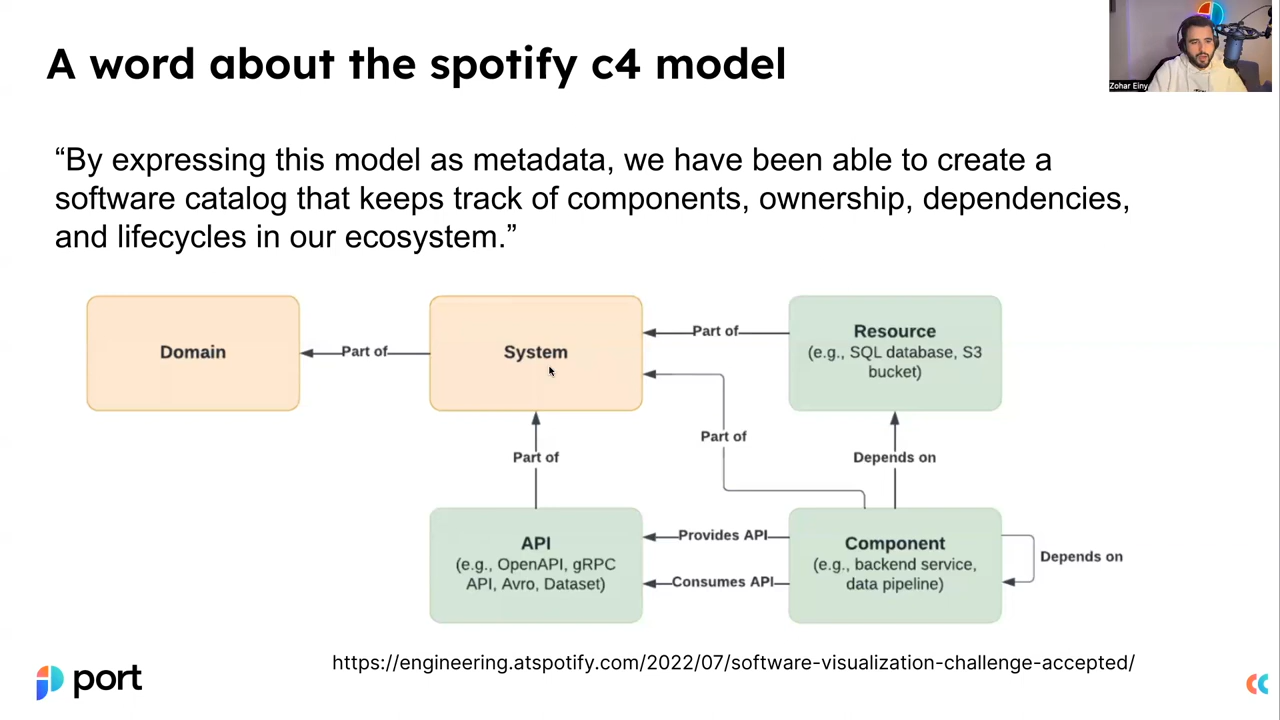 A word about the spotify c4 model
Zohar Einy
“By expressing this model as metadata, we have been able to create a
software catalog that keeps track of components, ownership, dependencies,
and lifecycles in our ecosystem.”
Domain
Part of
System
Part of
Resource
(e.g., SQL database, S3
bucket)
Part of
Part of
Depends on
API
(e.g., OpenAPI, gRPC
API, Avro, Dataset)
Provides API
Consumes API
Component
(e.g., backend service,
data pipeline)
Depends on
https://engineering.atspotify.com/2022/07/software-visualization-challenge-accepted/
port